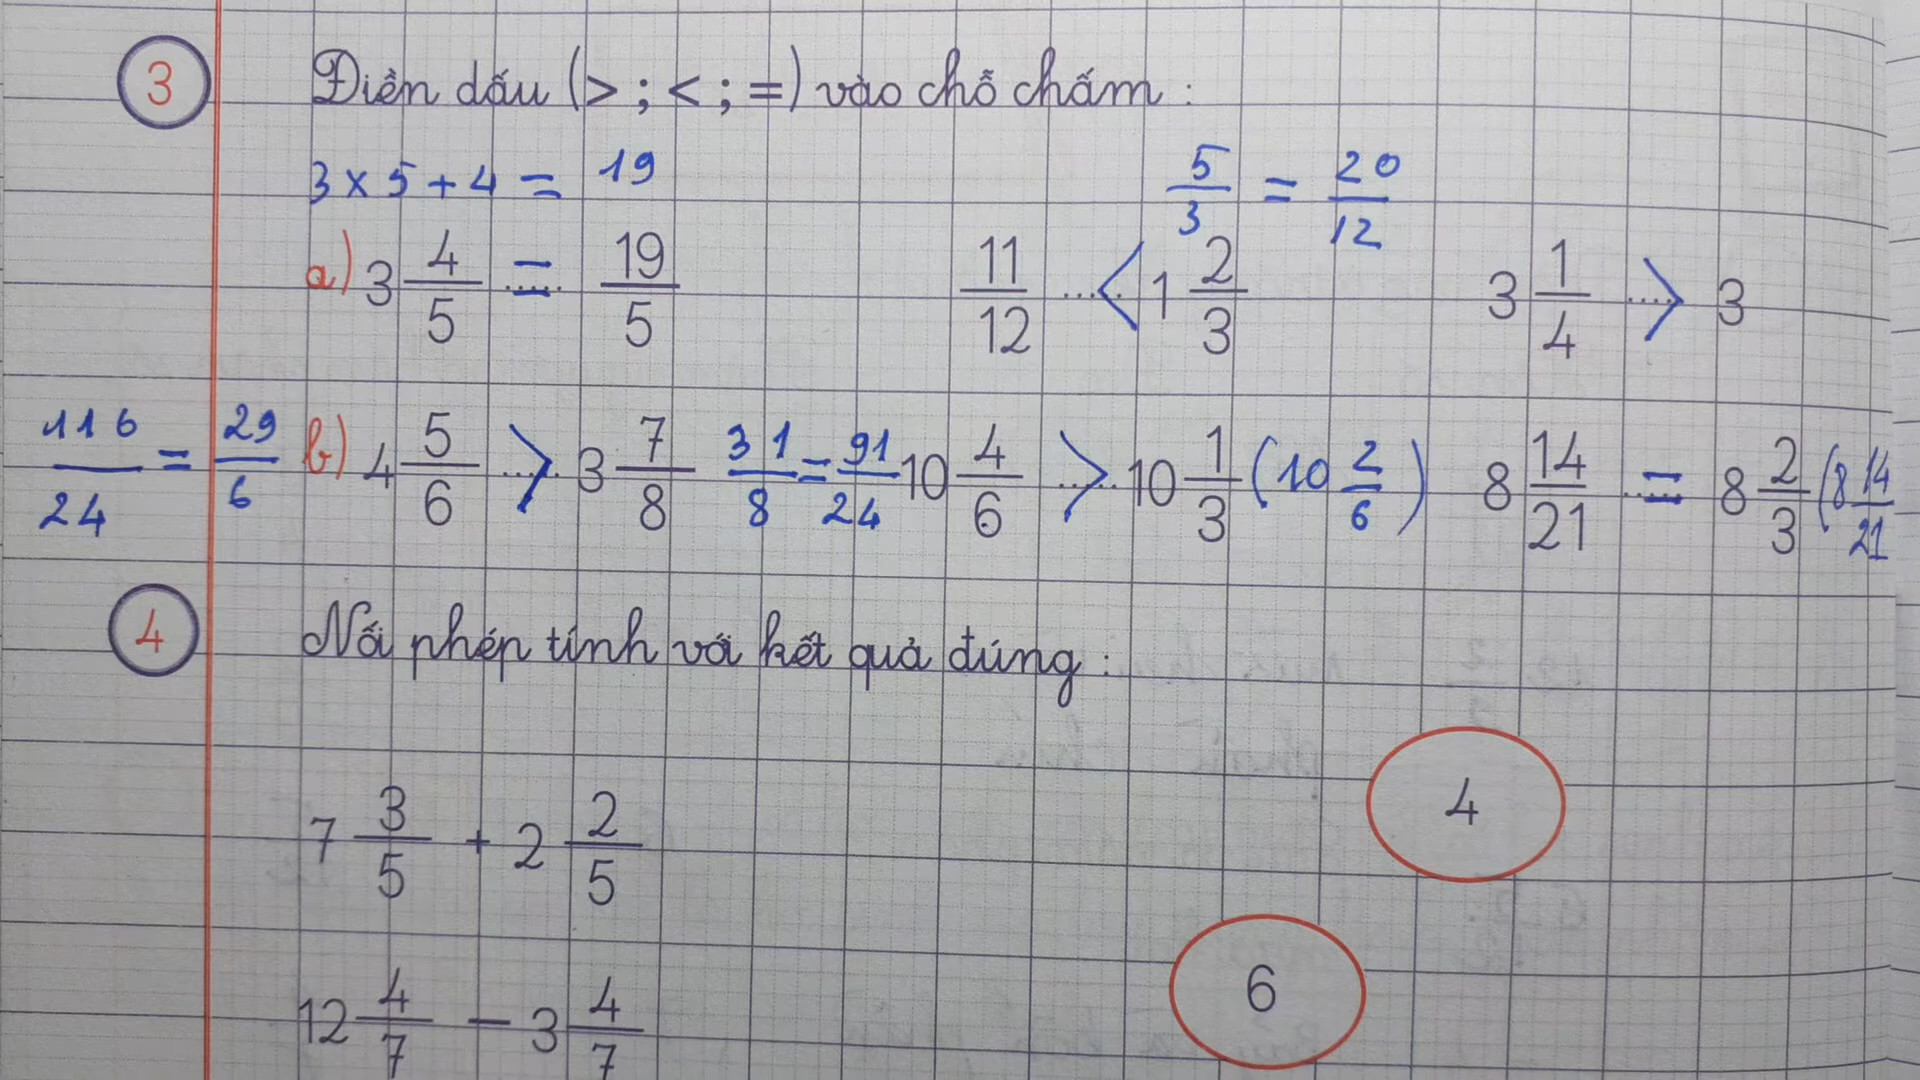 3 Điền dấu (> ; < ; =) vào chỗ chấm :
3 x 5 + 4 = 19 5/3 = 20/12
a) 3 4/5 = 19/5 11/12 < 1 2/3 3 1/4 > 3
116/24 = 29/6 b) 4 5/6 > 3 7/8 31/8 = 91/24 10 4/6 > 10 1/3 (10 2/6) 8 14/21 = 8 2/3 (8 14/21
4 Nối phép tính với kết quả đúng :
4
7 3/5 + 2 2/5
6
12 4/7 - 3 4/7